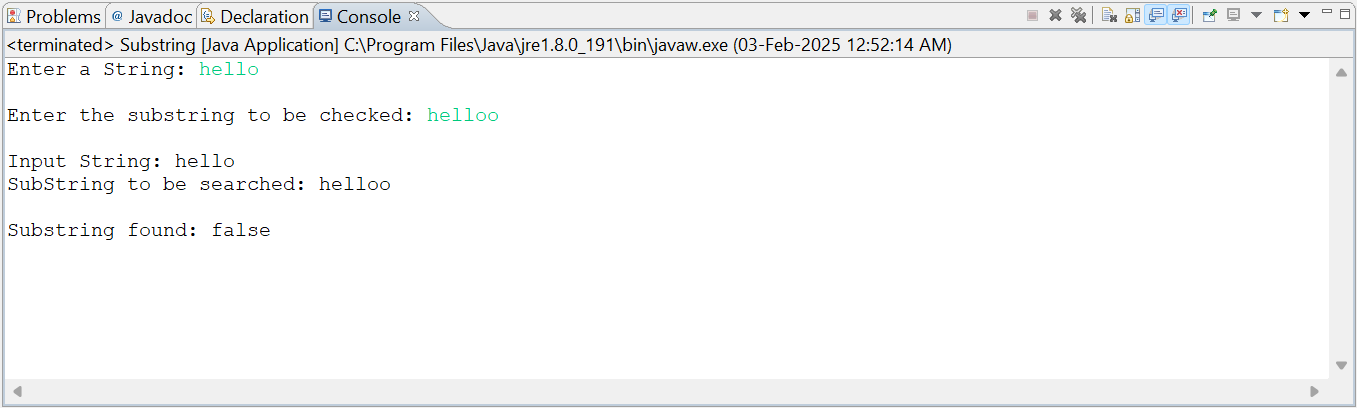 Problems @ Javadoc Declaration Console
<terminated> Substring [Java Application] C:\Program Files\Java\jre1.8.0_191\bin\javaw.exe (03-Feb-2025 12:52:14 AM)
Enter a String: hello
Enter the substring to be checked: helloo
Input String: hello
SubString to be searched: helloo
Substring found: false